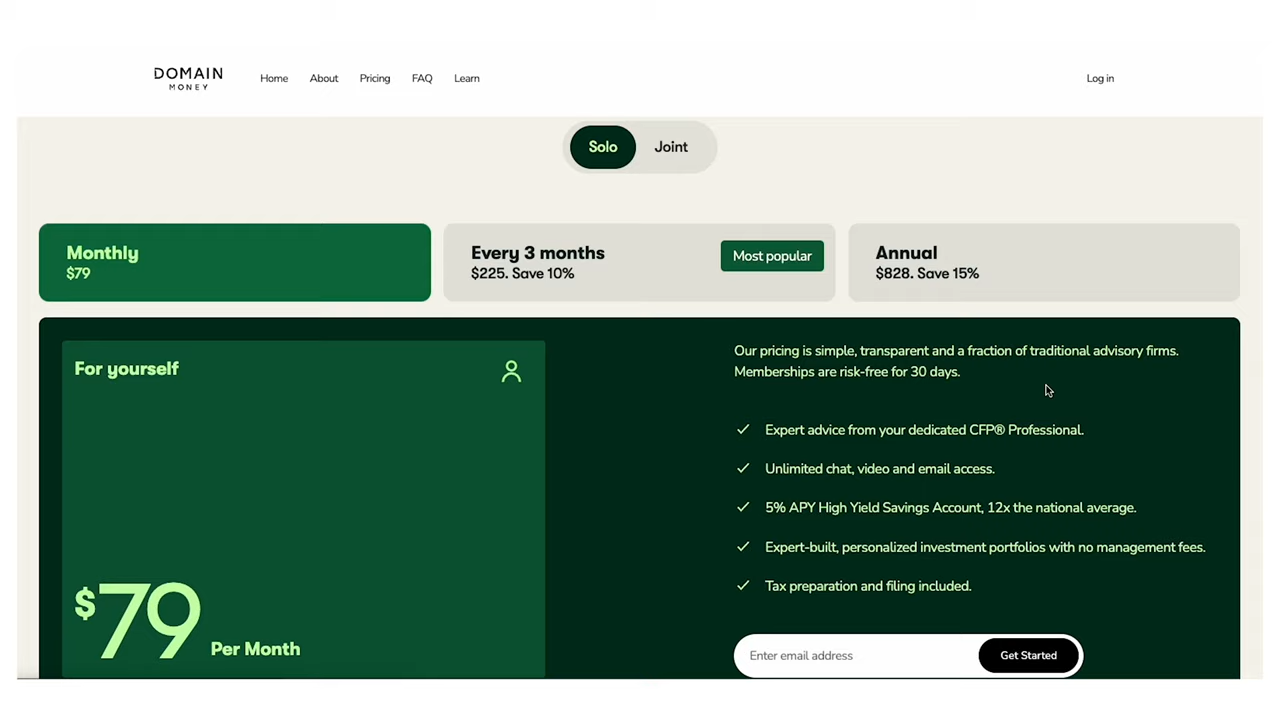 DOMAIN
MONEY
Home
About
Pricing
FAQ
Learn
Log in
Solo
Joint
Monthly
$79
Every 3 months
$225. Save 10%
Most popular
Annual
$828. Save 15%
For yourself
$79 Per Month
Our pricing is simple, transparent and a fraction of traditional advisory firms.
Memberships are risk-free for 30 days.
Expert advice from your dedicated CFP® Professional.
Unlimited chat, video and email access.
5% APY High Yield Savings Account, 12x the national average.
Expert-built, personalized investment portfolios with no management fees.
Tax preparation and filing included.
Enter email address
Get Started